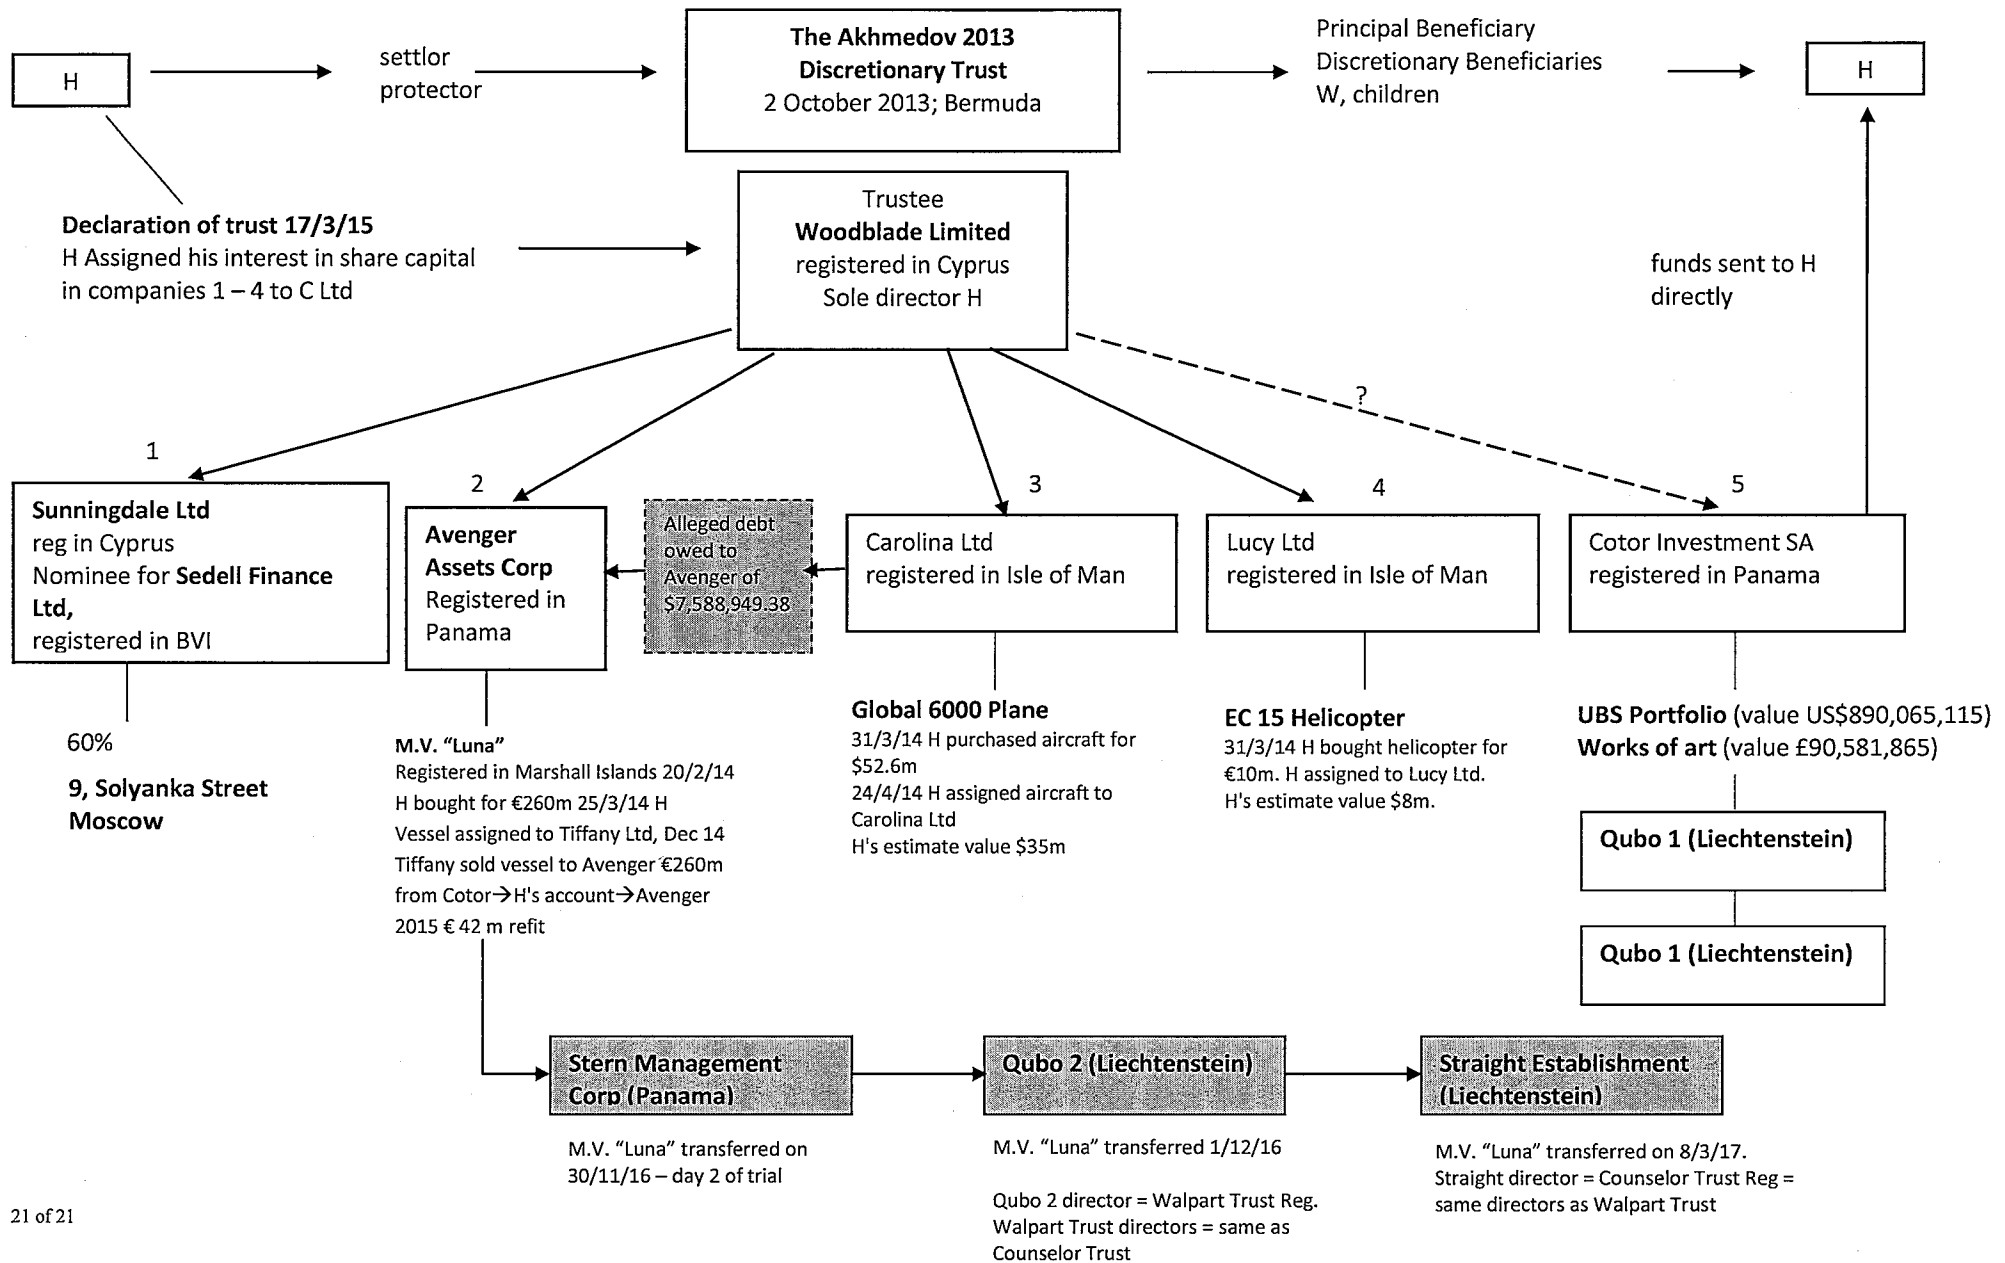 H
settlor
protector
The Akhmedov 2013
Discretionary Trust
2 October 2013; Bermuda
Principal Beneficiary
Discretionary Beneficiaries
W, children
H
Declaration of trust 17/3/15
H Assigned his interest in share capital
in companies 1 – 4 to C Ltd
Trustee
Woodblade Limited
registered in Cyprus
Sole director H
funds sent to H
directly
?
1
Sunningdale Ltd
reg in Cyprus
Nominee for Sedell Finance
Ltd,
registered in BVI
60%
9, Solyanka Street
Moscow
2
Avenger
Assets Corp
Registered in
Panama
Alleged debt
owed to
Avenger of
$7,588,949.38
M.V. “Luna”
Registered in Marshall Islands 20/2/14
H bought for €260m 25/3/14 H
Vessel assigned to Tiffany Ltd, Dec 14
Tiffany sold vessel to Avenger €260m
from Cotor→H's account→Avenger
2015 € 42 m refit
3
Carolina Ltd
registered in Isle of Man
Global 6000 Plane
31/3/14 H purchased aircraft for
$52.6m
24/4/14 H assigned aircraft to
Carolina Ltd
H's estimate value $35m
4
Lucy Ltd
registered in Isle of Man
EC 15 Helicopter
31/3/14 H bought helicopter for
€10m. H assigned to Lucy Ltd.
H's estimate value $8m.
5
Cotor Investment SA
registered in Panama
UBS Portfolio (value US$890,065,115)
Works of art (value £90,581,865)
Qubo 1 (Liechtenstein)
Qubo 1 (Liechtenstein)
Stern Management
Corp (Panama)
M.V. “Luna” transferred on
30/11/16 – day 2 of trial
Qubo 2 (Liechtenstein)
M.V. “Luna” transferred 1/12/16
Qubo 2 director = Walpart Trust Reg.
Walpart Trust directors = same as
Counselor Trust
Straight Establishment
(Liechtenstein)
M.V. “Luna” transferred on 8/3/17.
Straight director = Counselor Trust Reg =
same directors as Walpart Trust
21 of 21